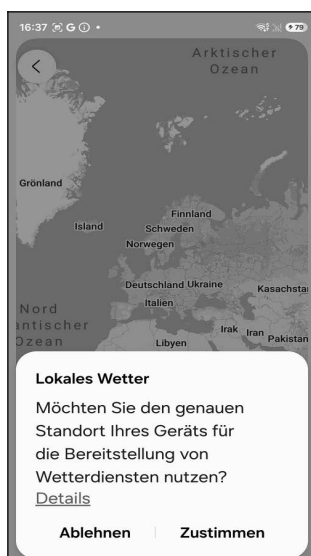 16:37 G
79
Arktischer
Ozean
Grönland
Island
Finnland
Schweden
Norwegen
Deutschland Ukraine
Kasachsta
Italien
Nord
antischer
Ozean
Irak Iran
Pakistan
Libyen
Lokales Wetter
Möchten Sie den genauen
Standort Ihres Geräts für
die Bereitstellung von
Wetterdiensten nutzen?
Details
Ablehnen Zustimmen